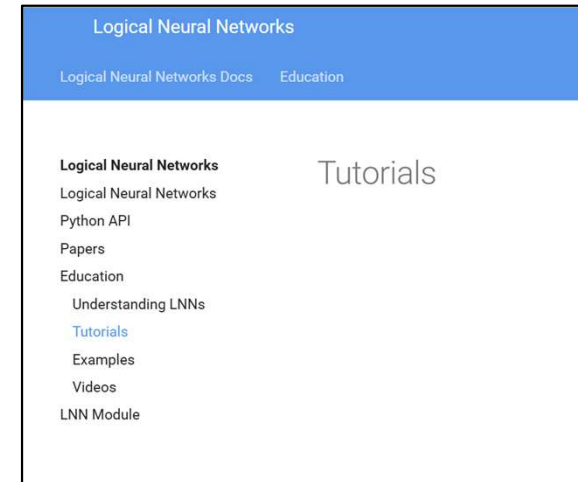 Logical Neural Networks
Logical Neural Networks Docs Education
Logical Neural Networks
Logical Neural Networks
Python API
Papers
Education
Understanding LNNs
Tutorials
Examples
Videos
LNN Module
Tutorials